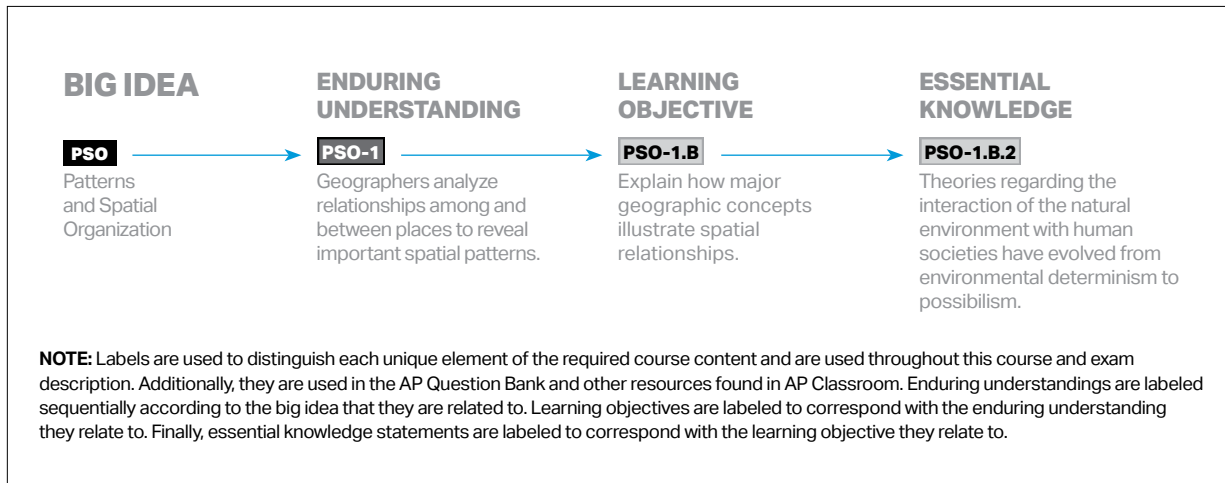 BIG IDEA
PSO
Patterns
and Spatial
Organization
ENDURING
UNDERSTANDING
PSO-1
Geographers analyze
relationships among and
between places to reveal
important spatial patterns.
LEARNING
OBJECTIVE
PSO-1.B
Explain how major
geographic concepts
illustrate spatial
relationships.
ESSENTIAL
KNOWLEDGE
PSO-1.B.2
Theories regarding the
interaction of the natural
environment with human
societies have evolved from
environmental determinism to
possibilism.
NOTE: Labels are used to distinguish each unique element of the required course content and are used throughout this course and exam
description. Additionally, they are used in the AP Question Bank and other resources found in AP Classroom. Enduring understandings are labeled
sequentially according to the big idea that they are related to. Learning objectives are labeled to correspond with the enduring understanding
they relate to. Finally, essential knowledge statements are labeled to correspond with the learning objective they relate to.